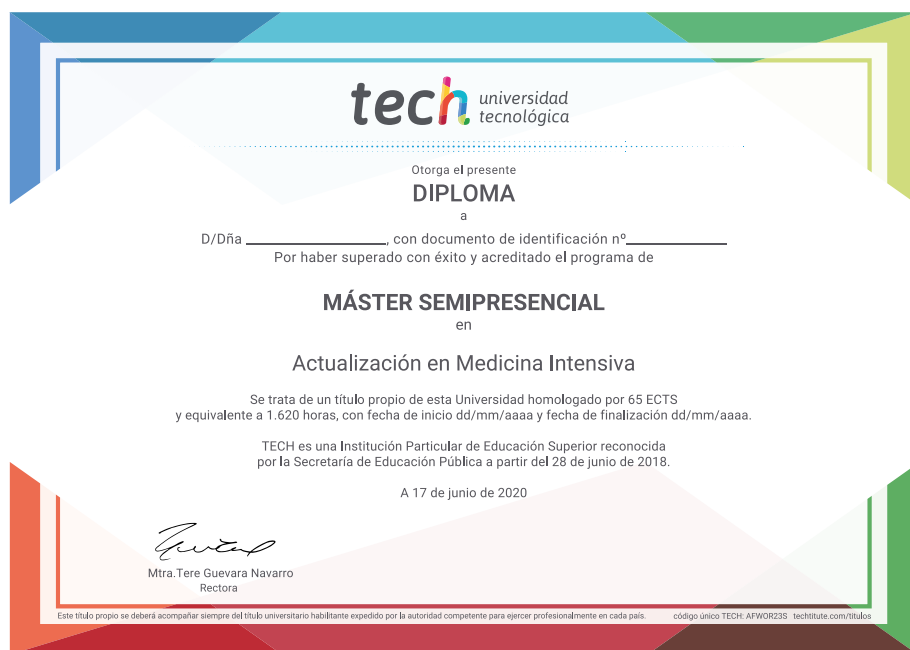 tech universidad
tecnológica
Otorga el presente
DIPLOMA
a
D/Dña ________________, con documento de identificación nº____________
Por haber superado con éxito y acreditado el programa de
MÁSTER SEMIPRESENCIAL
en
Actualización en Medicina Intensiva
Se trata de un título propio de esta Universidad homologado por 65 ECTS
y equivalente a 1.620 horas, con fecha de inicio dd/mm/aaaa y fecha de finalización dd/mm/aaaa.
TECH es una Institución Particular de Educación Superior reconocida
por la Secretaría de Educación Pública a partir del 28 de junio de 2018.
A 17 de junio de 2020
Mtra.Tere Guevara Navarro
Rectora
Este título propio se deberá acompañar siempre del título universitario habilitante expedido por la autoridad competente para ejercer profesionalmente en cada país. código único TECH: AFWOR23S techtitute.com/titulos